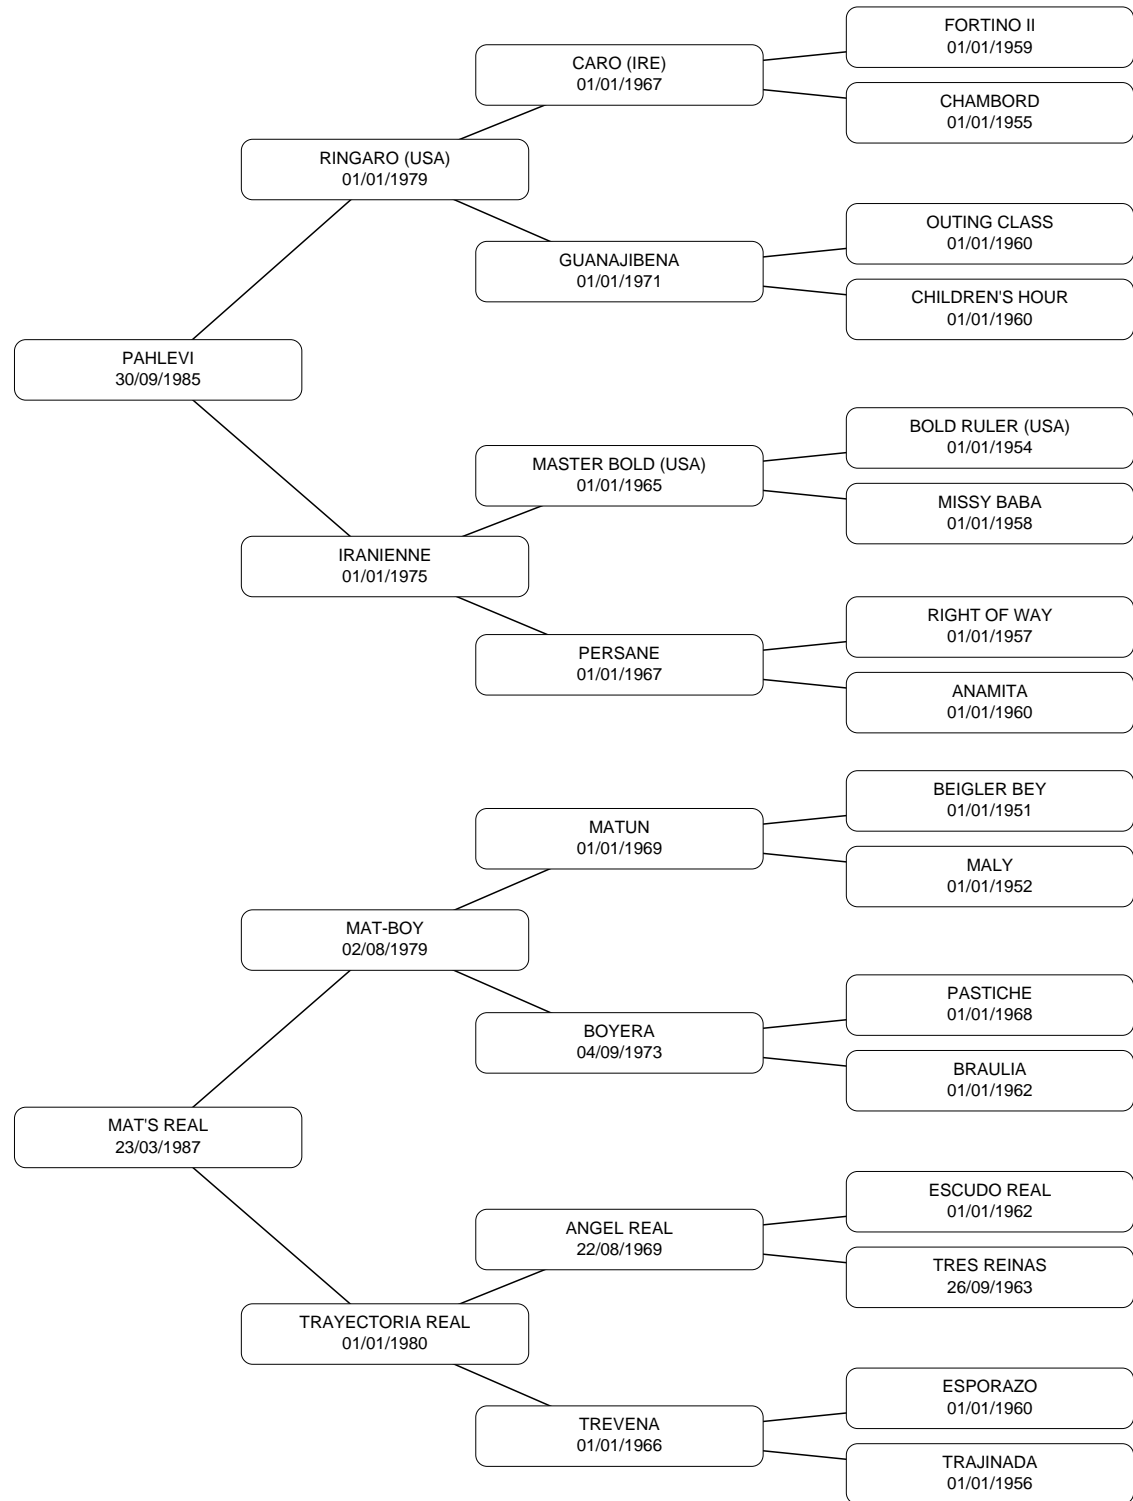 FORTINO II
01/01/1959
CARO (IRE)
01/01/1967
CHAMBORD
01/01/1955
RINGARO (USA)
01/01/1979
OUTING CLASS
01/01/1960
GUANAJIBENA
01/01/1971
CHILDREN'S HOUR
01/01/1960
PAHLEVI
30/09/1985
BOLD RULER (USA)
01/01/1954
MASTER BOLD (USA)
01/01/1965
MISSY BABA
01/01/1958
IRANIENNE
01/01/1975
RIGHT OF WAY
01/01/1957
PERSANE
01/01/1967
ANAMITA
01/01/1960
BEIGLER BEY
01/01/1951
MATUN
01/01/1969
MALY
01/01/1952
MAT-BOY
02/08/1979
PASTICHE
01/01/1968
BOYERA
04/09/1973
BRAULIA
01/01/1962
MAT'S REAL
23/03/1987
ESCUDO REAL
01/01/1962
ANGEL REAL
22/08/1969
TRES REINAS
26/09/1963
TRAYECTORIA REAL
01/01/1980
ESPORAZO
01/01/1960
TREVENA
01/01/1966
TRAJINADA
01/01/1956